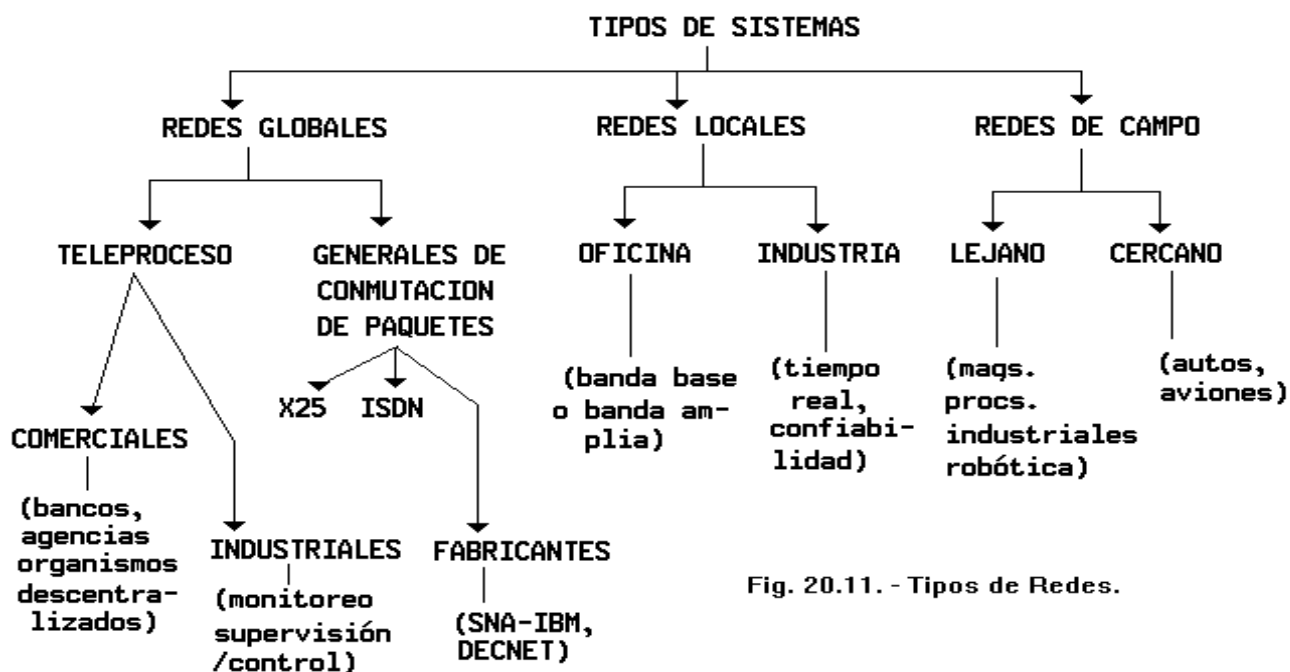 TIPOS DE SISTEMAS
REDES GLOBALES
REDES LOCALES
REDES DE CAMPO
TELEPROCESO
GENERALES DE
CONMUTACION
DE PAQUETES
OFICINA
INDUSTRIA
LEJANO
CERCANO
X25
ISDN
(banda base
o banda am-
plia)
(tiempo
real,
confiabi-
lidad)
(maqs.
procs.
industriales
robótica)
(autos,
aviones)
COMERCIALES
(bancos,
agencias
organismos
descentra-
lizados)
INDUSTRIALES
(monitoreo
supervisión
/control)
FABRICANTES
(SNA-IBM,
DECNET)
Fig. 20.11. - Tipos de Redes.